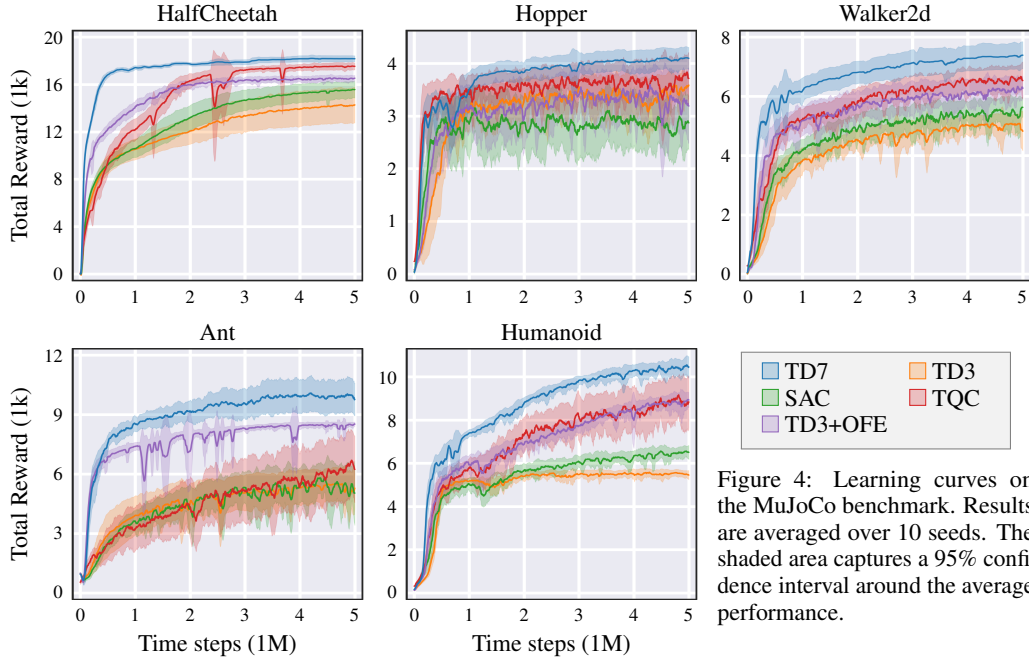 HalfCheetah
Hopper
Walker2d
Total Reward (1k)
20
16
12
8
4
0
0 1 2 3 4 5
4
3
2
1
0
0 1 2 3 4 5
8
6
4
2
0
0 1 2 3 4 5
Ant
Humanoid
Total Reward (1k)
12
9
6
3
0
0 1 2 3 4 5
Time steps (1M)
10
8
6
4
2
0
0 1 2 3 4 5
Time steps (1M)
TD7 TD3
SAC TQC
TD3+OFE
Figure 4: Learning curves on
the MuJoCo benchmark. Results
are averaged over 10 seeds. The
shaded area captures a 95% confi
dence interval around the average
performance.